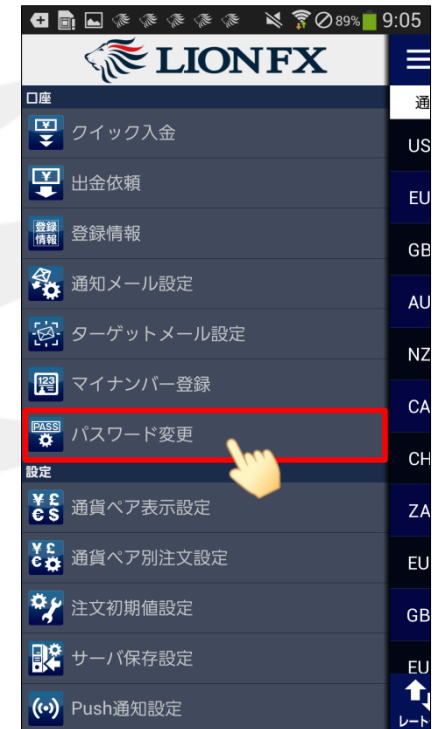 89% 9:05
LION FX
口座
通
クイック入金
US
出金依頼
EU
登録
情報
登録情報
GB
通知メール設定
AU
ターゲットメール設定
NZ
123
マイナンバー登録
CA
PASS
パスワード変更
CH
設定
¥ £
€ $
通貨ペア表示設定
ZA
¥ £
€
通貨ペア別注文設定
EU
注文初期値設定
GB
サーバ保存設定
EU
Push通知設定
レート